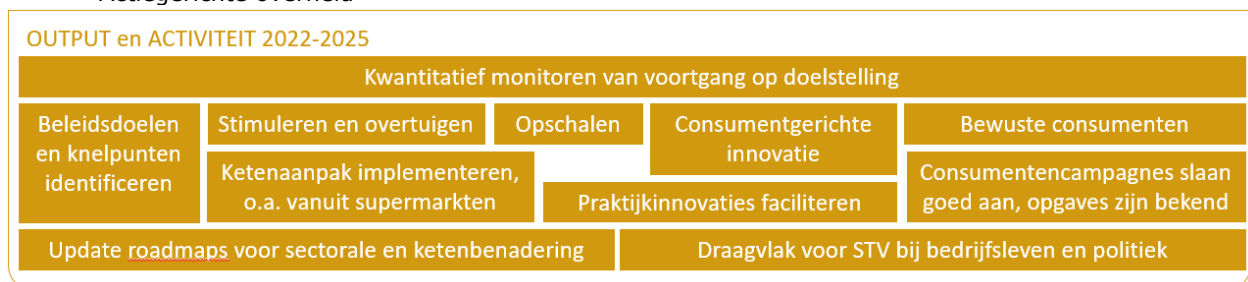 Actiegerichte overheid
OUTPUT en ACTIVITEIT 2022-2025
Kwantitatief monitoren van voortgang op doelstelling
Beleidsdoelen
en knelpunten
identificeren
Stimuleren en overtuigen
Opschalen
Consumentgerichte
innovatie
Bewuste consumenten
Ketenaanpak implementeren,
o.a. vanuit supermarkten
Praktijkinnovaties faciliteren
Consumentencampagnes slaan
goed aan, opgaves zijn bekend
Update roadmaps voor sectorale en ketenbenadering
Draagvlak voor STV bij bedrijfsleven en politiek